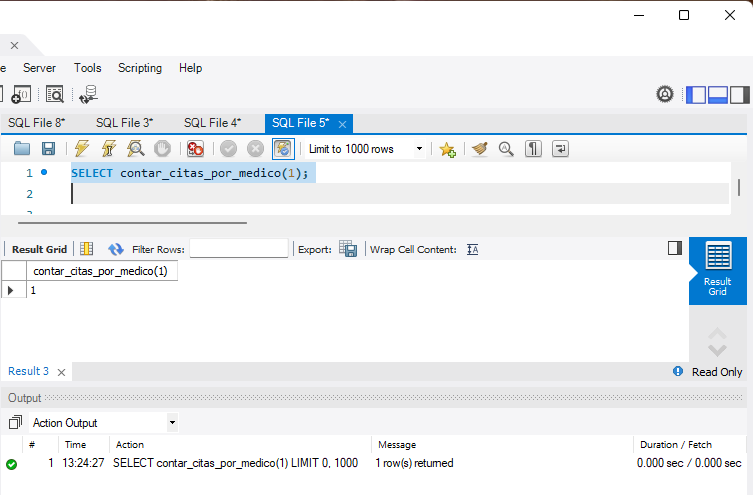 e Server Tools Scripting Help
SQL File 8* SQL File 3* SQL File 4* SQL File 5*
Limit to 1000 rows
1 SELECT contar_citas_por_medico(1);
2
Result Grid Filter Rows: Export: Wrap Cell Content: IA
contar_citas_por_medico(1)
1
Result
Grid
Result 3 Read Only
Output
Action Output
# Time Action Message Duration / Fetch
1 13:24:27 SELECT contar_citas_por_medico(1) LIMIT 0, 1000 1 row(s) returned 0.000 sec / 0.000 sec